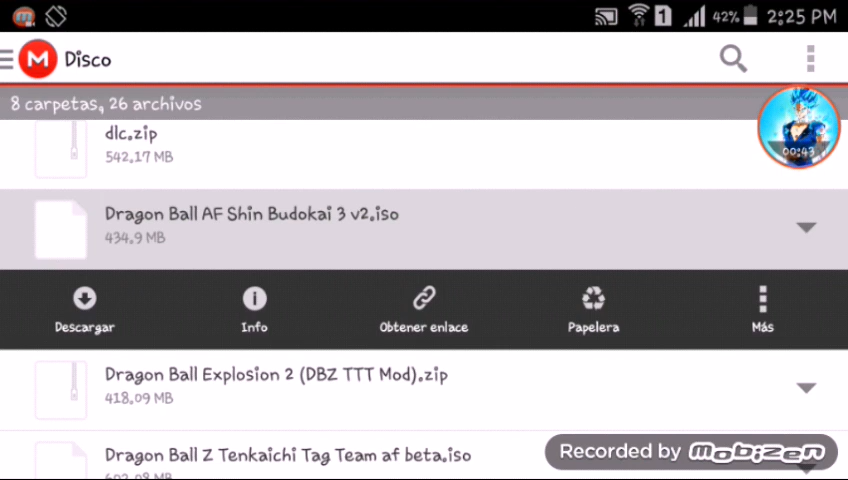 1 42% 2:25 PM
M Disco
8 carpetas, 26 archivos
dlc.zip
542.17 MB
00:43
Dragon Ball AF Shin Budokai 3 v2.iso
434.9 MB
Descargar Info Obtener enlace Papelera Más
Dragon Ball Explosion 2 (DBZ TTT Mod).zip
418.09 MB
Dragon Ball Z Tenkaichi Tag Team af beta.iso
Recorded by Mobizen